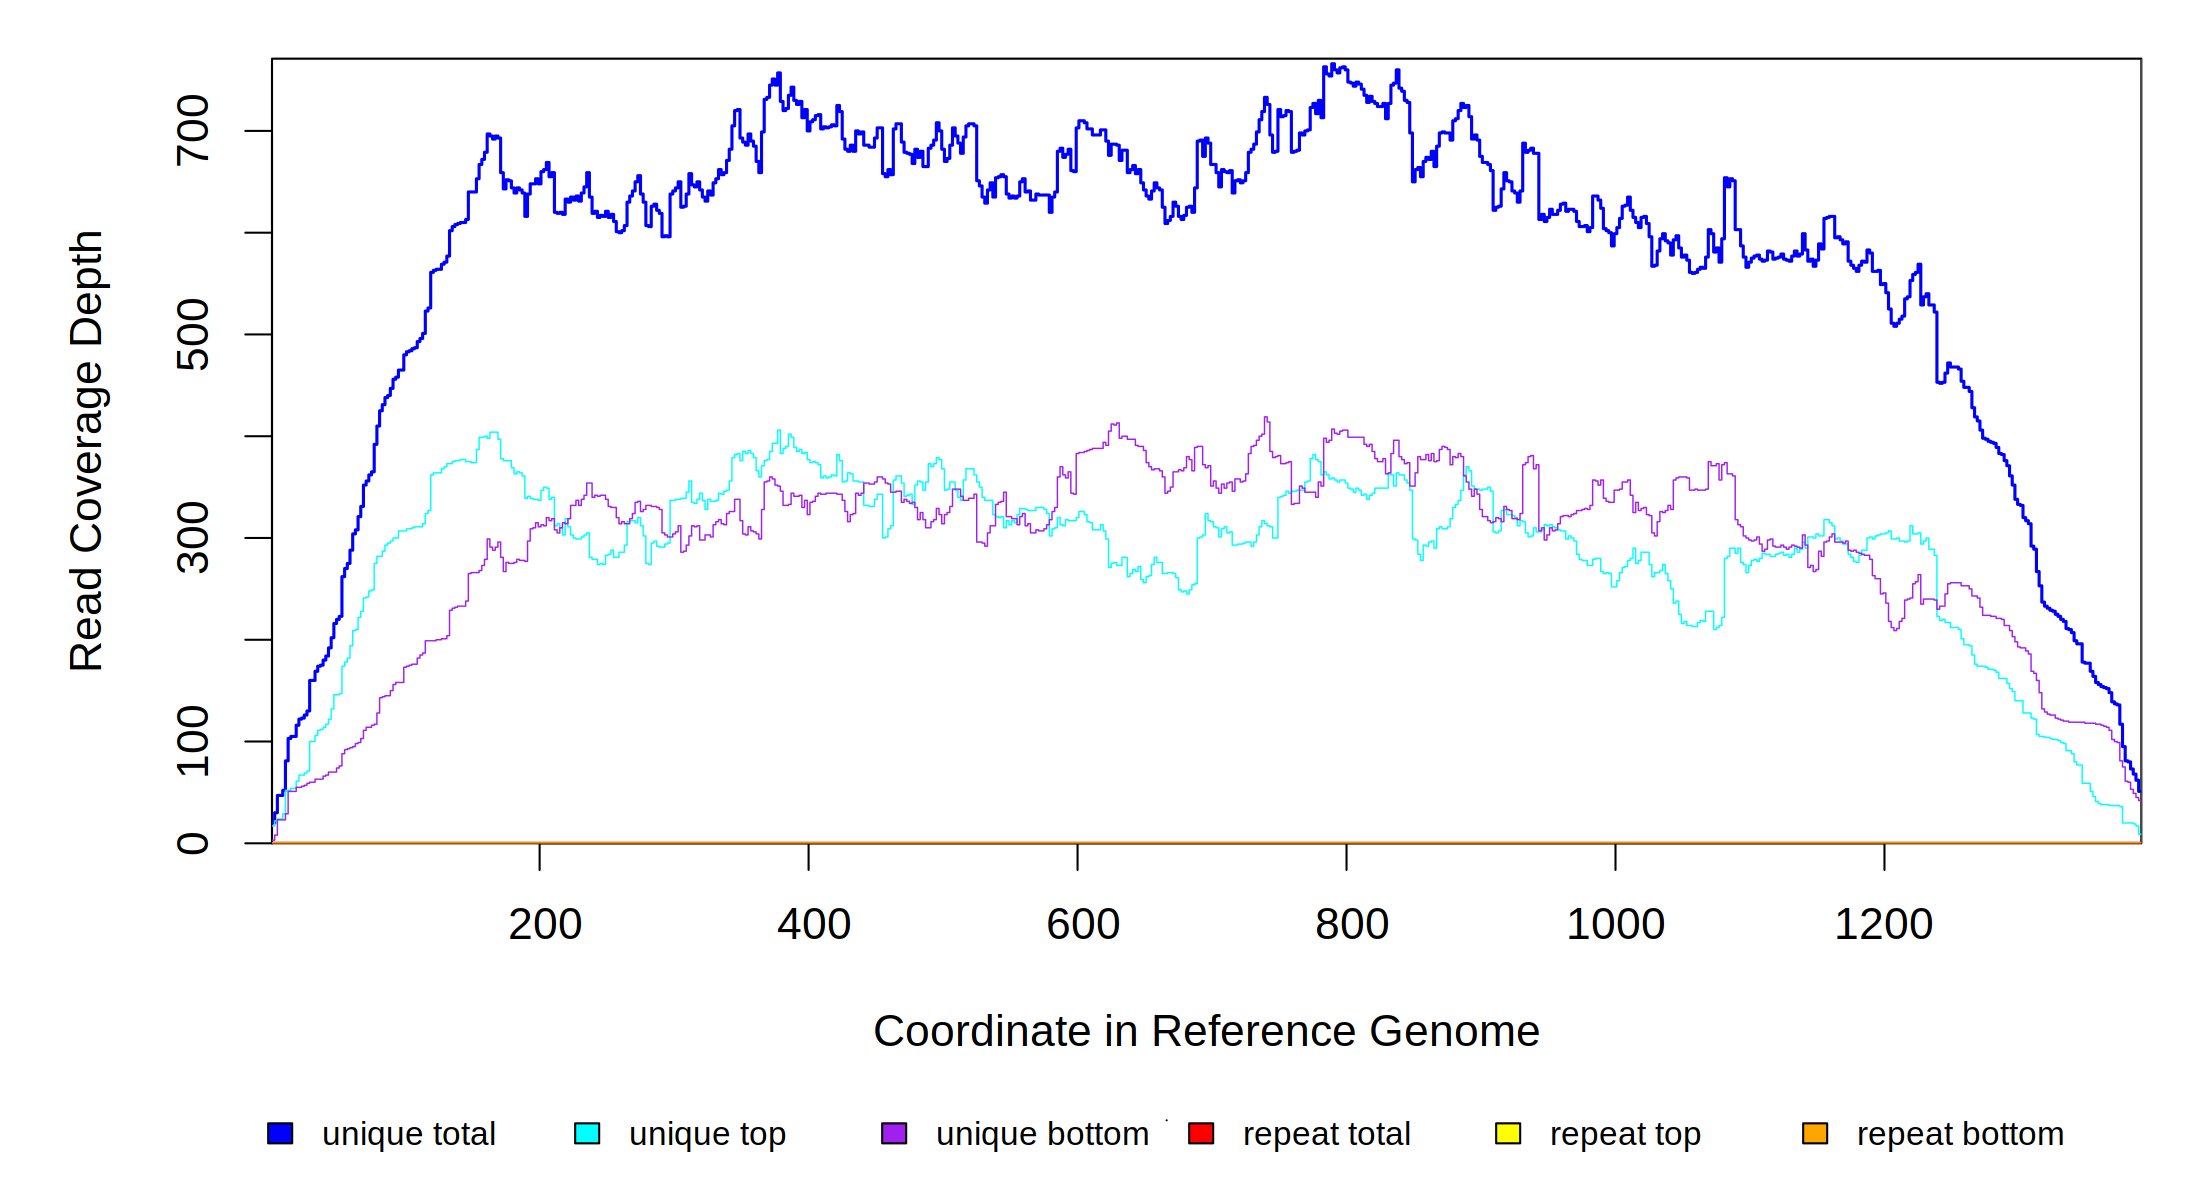 Read Coverage Depth
700
500
300
100
0
200 400 600 800 1000 1200
Coordinate in Reference Genome
unique total unique top unique bottom repeat total repeat top repeat bottom